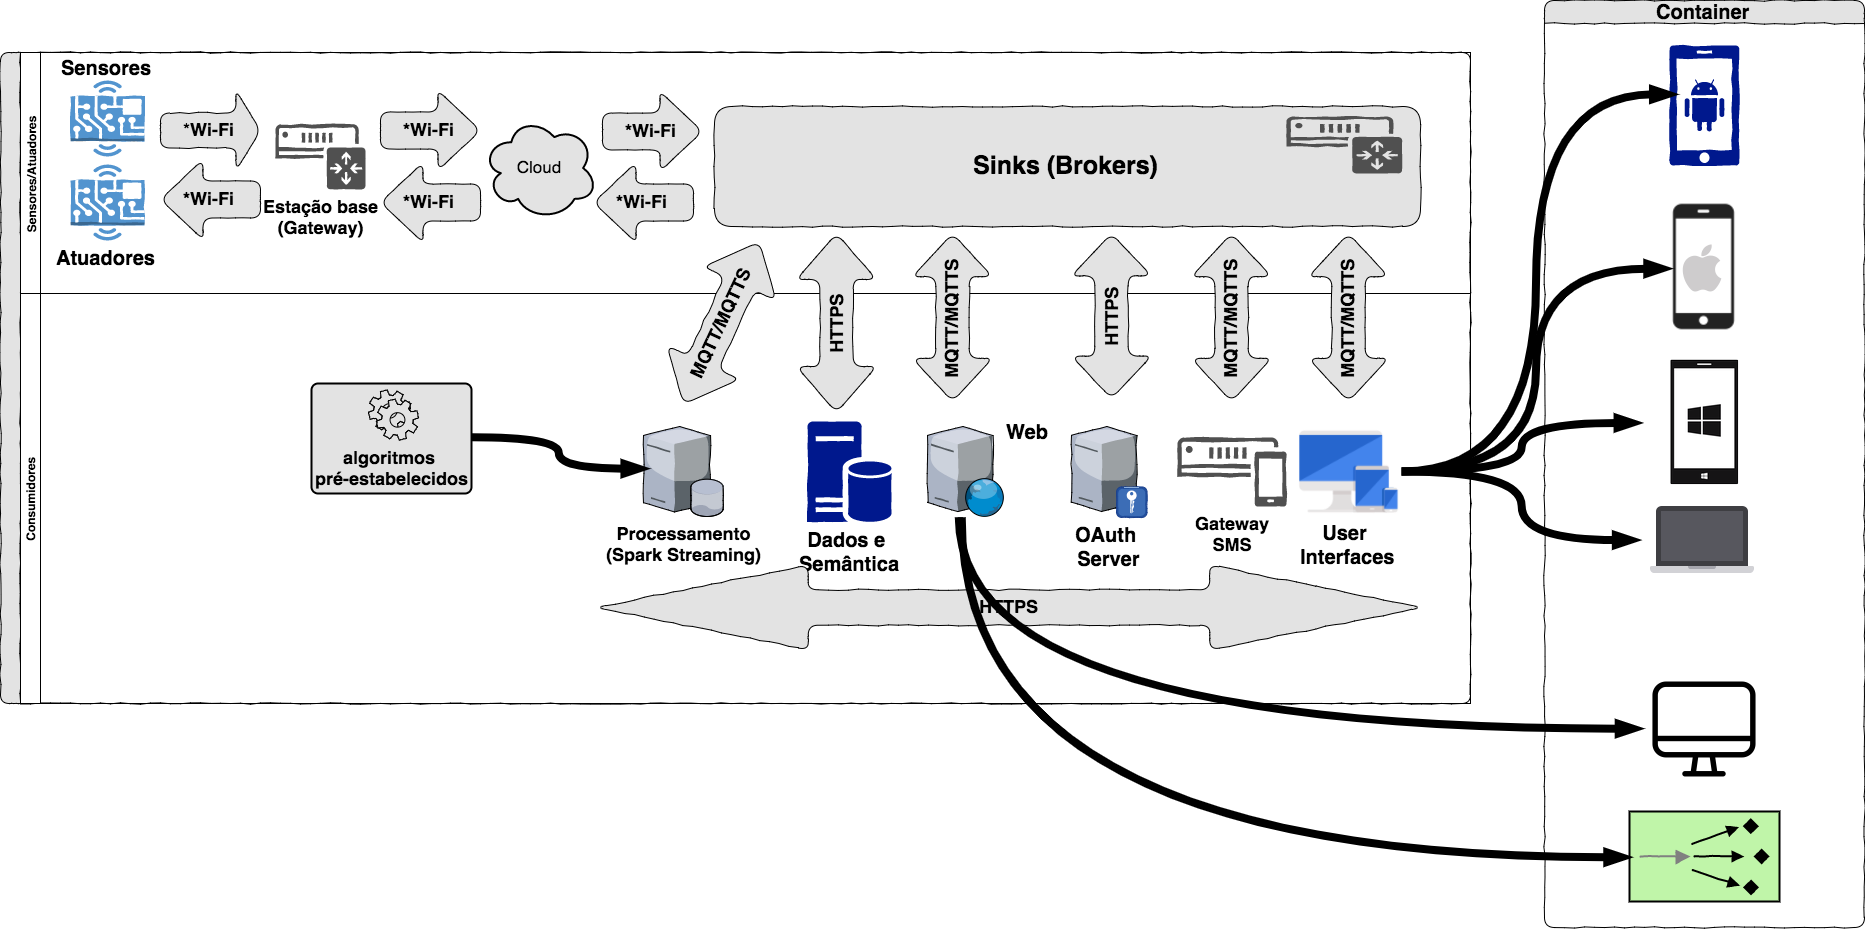 Container
Sensores/Atuadores
Sensores
*Wi-Fi
*Wi-Fi
*Wi-Fi
Cloud
Sinks (Brokers)
*Wi-Fi
*Wi-Fi
*Wi-Fi
Estação base
(Gateway)
Atuadores
MQTT/MQTTS
HTTPS
MQTT/MQTTS
HTTPS
MQTT/MQTTS
MQTT/MQTTS
Consumidores
algoritmos
pré-estabelecidos
Processamento
(Spark Streaming)
Dados e
Semântica
Web
OAuth
Server
Gateway
SMS
User
Interfaces
HTTPS